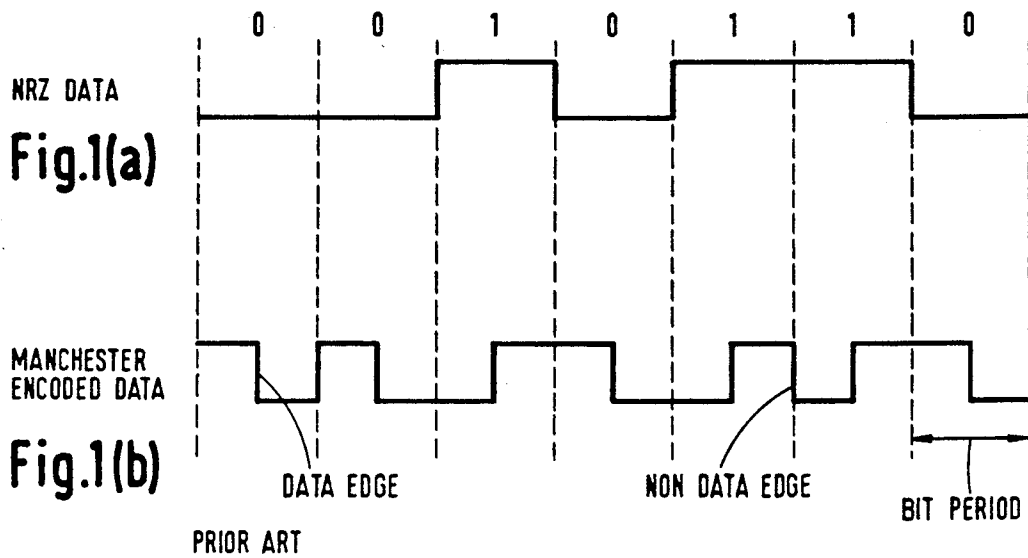 0 0 1 0 1 1 0
NRZ DATA
Fig.1(a)
MANCHESTER
ENCODED DATA
Fig.1(b)
DATA EDGE
NON DATA EDGE
BIT PERIOD
PRIOR ART